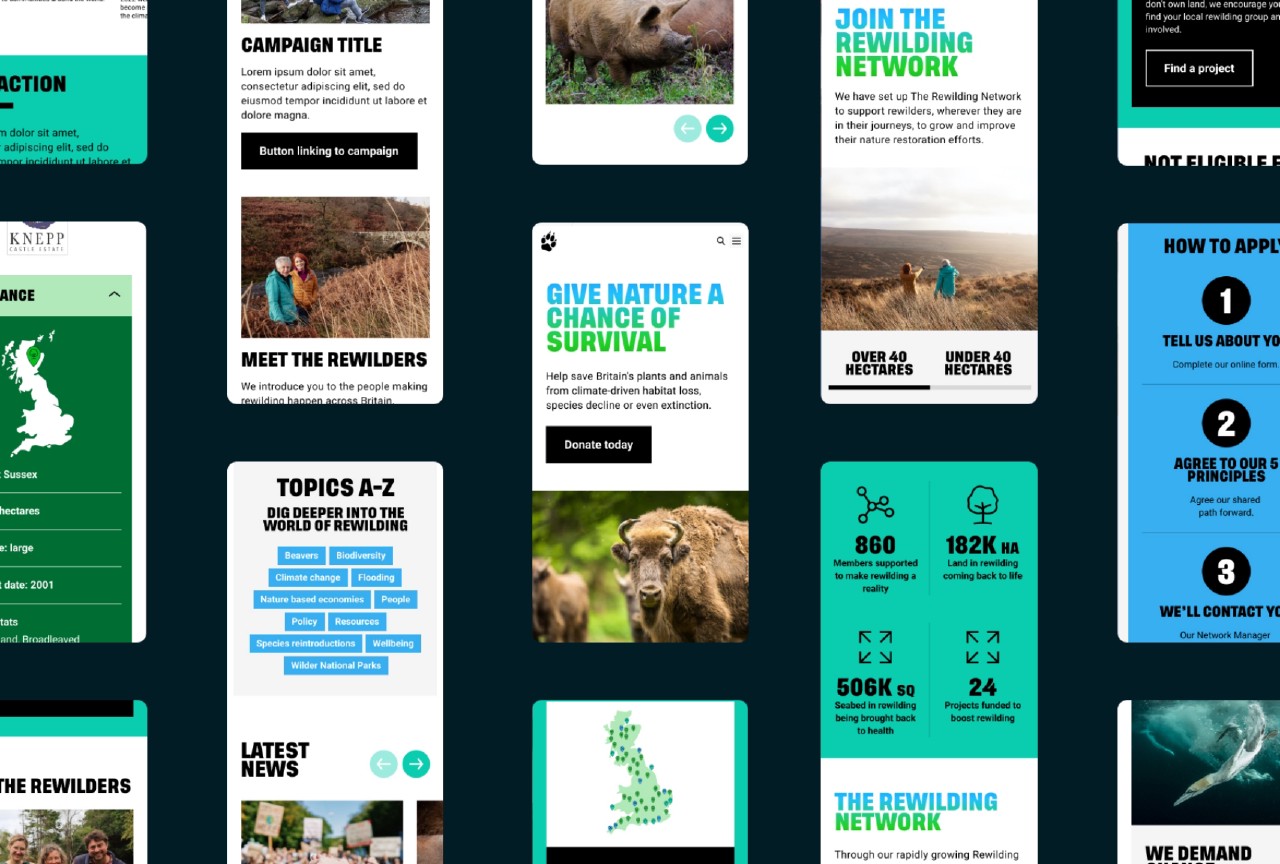 become
the clima
ACTION
m dolor sit amet,
r adipiscing elit, sed do
mpor incididunt ut labore et
KNEPP
CASTLE ESTATE
ANCE
Sussex
hectares
e: large
t date: 2001
tats
and, Broadleaved
THE REWILDERS
CAMPAIGN TITLE
Lorem ipsum dolor sit amet,
consectetur adipiscing elit, sed do
eiusmod tempor incididunt ut labore et
dolore magna.
Button linking to campaign
MEET THE REWILDERS
We introduce you to the people making
rewilding happen across Britain.
TOPICS A-Z
DIG DEEPER INTO THE
WORLD OF REWILDING
Beavers Biodiversity
Climate change Flooding
Nature based economies People
Policy Resources
Species reintroductions Wellbeing
Wilder National Parks
LATEST
NEWS
GIVE NATURE A
CHANCE OF
SURVIVAL
Help save Britain's plants and animals
from climate-driven habitat loss,
species decline or even extinction.
Donate today
JOIN THE
REWILDING
NETWORK
We have set up The Rewilding Network
to support rewilders, wherever they are
in their journeys, to grow and improve
their nature restoration efforts.
OVER 40
HECTARES
UNDER 40
HECTARES
860
Members supported
to make rewilding a
reality
182K HA
Land in rewilding
coming back to life
506K SQ
Seabed in rewilding
being brought back
to health
24
Projects funded to
boost rewilding
THE REWILDING
NETWORK
Through our rapidly growing Rewilding
don't own land, we encourage you
find your local rewilding group an
involved.
Find a project
NOT ELIGIBLE F
HOW TO APPLY
1
TELL US ABOUT YO
Complete our online form.
2
AGREE TO OUR 5
PRINCIPLES
Agree our shared
path forward.
3
WE'LL CONTACT YO
Our Network Manager
WE DEMAND